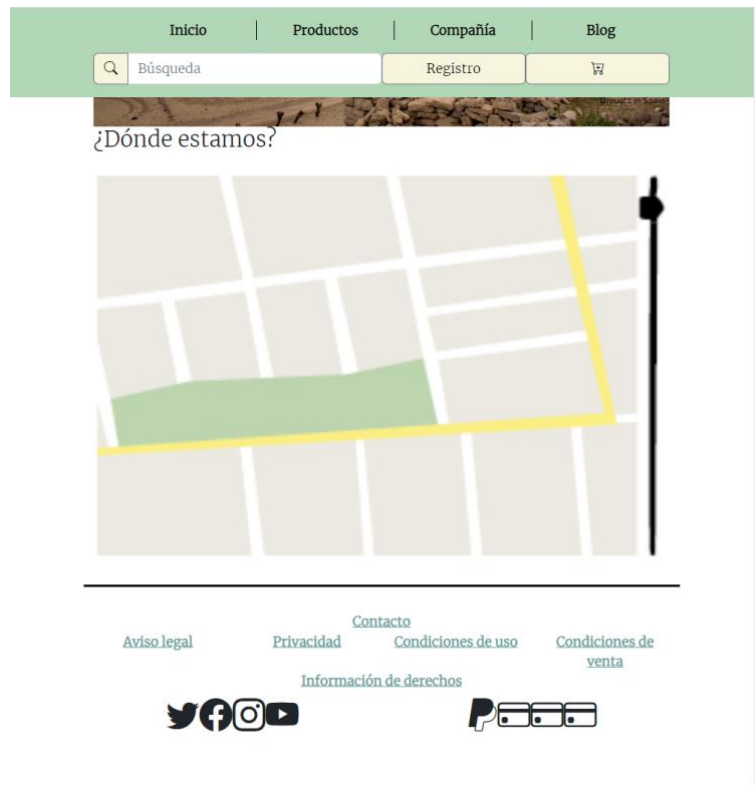 Inicio
Productos
Compañía
Blog
Búsqueda
Registro
¿Dónde estamos?
Contacto
Aviso legal
Privacidad
Condiciones de uso
Condiciones de
venta
Información de derechos